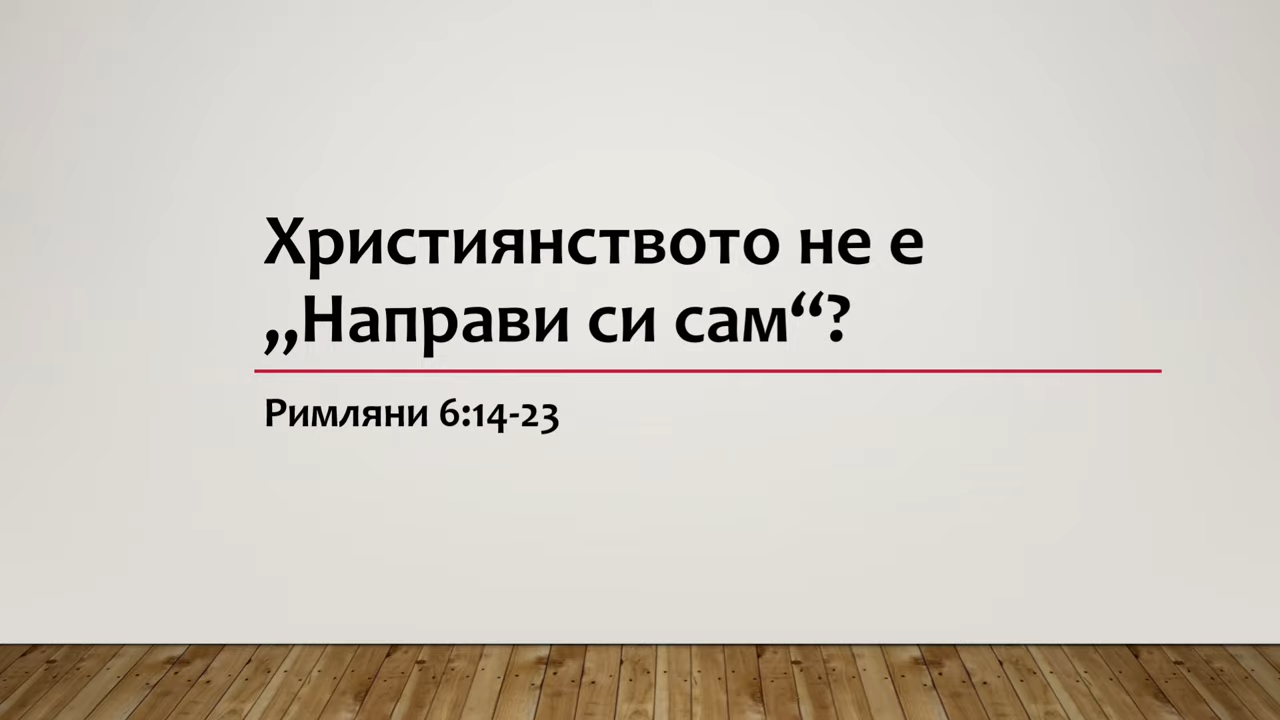 Християнството не е
„Направи си сам“?
Римляни 6:14-23